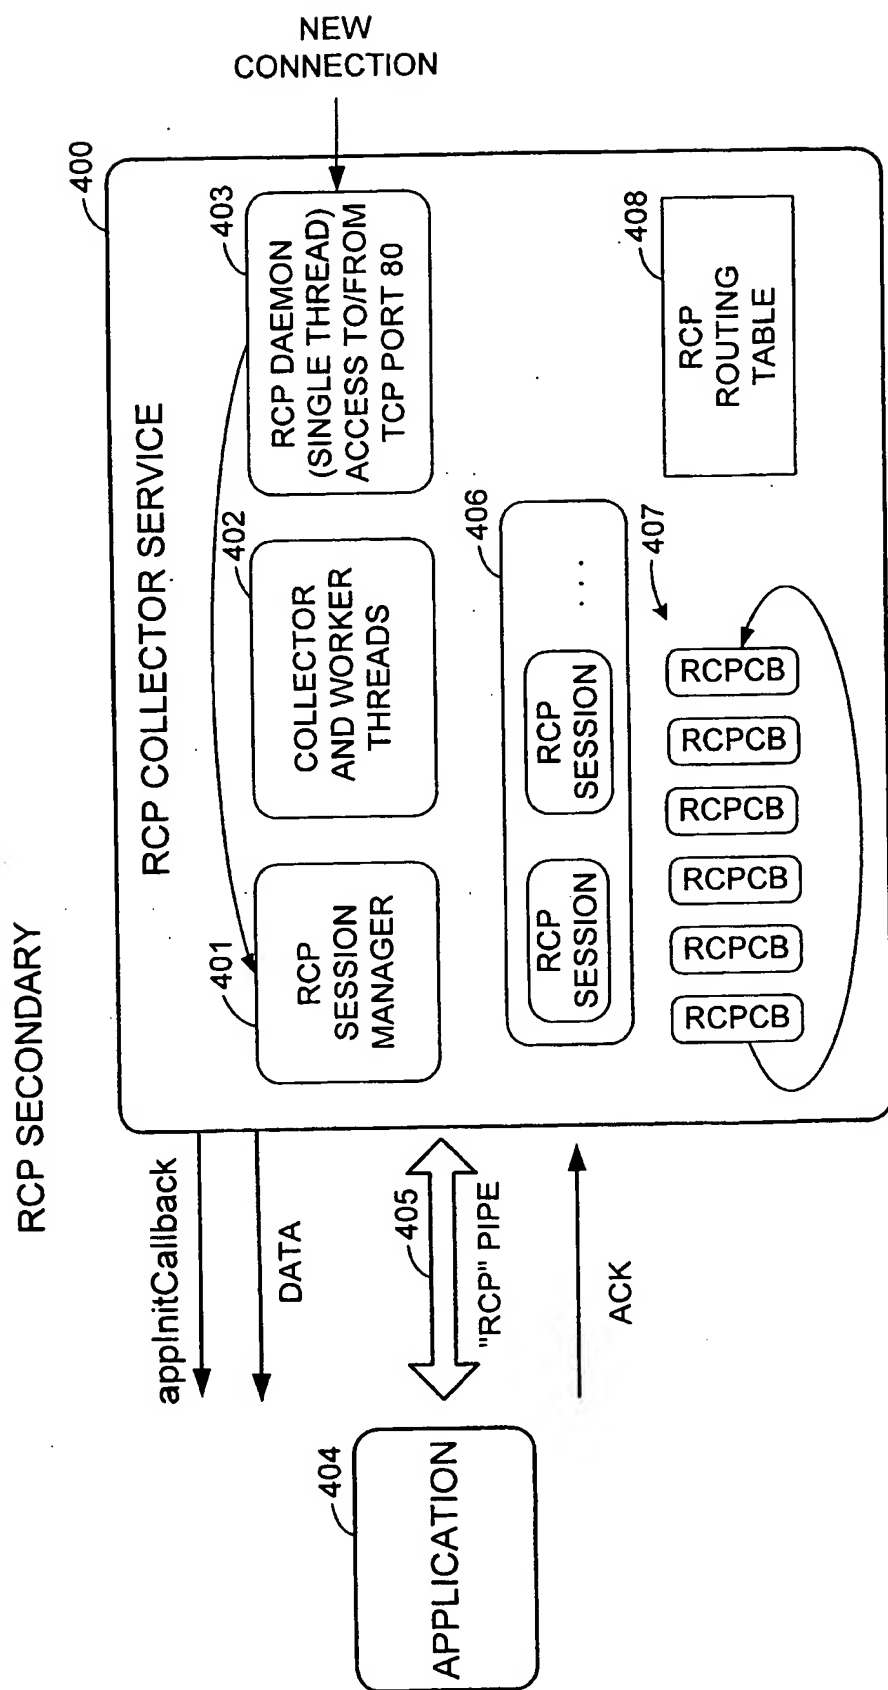 RCP SECONDARY
NEW
CONNECTION
400
RCP COLLECTOR SERVICE
401
RCP
SESSION
MANAGER
402
COLLECTOR
AND WORKER
THREADS
403
RCP DAEMON
(SINGLE THREAD)
ACCESS TO/FROM
TCP PORT 80
appInitCallback
DATA
405
"RCP" PIPE
ACK
404
APPLICATION
406
RCP
SESSION
RCP
SESSION
. . .
407
RCPCB
RCPCB
RCPCB
RCPCB
RCPCB
RCPCB
408
RCP
ROUTING
TABLE